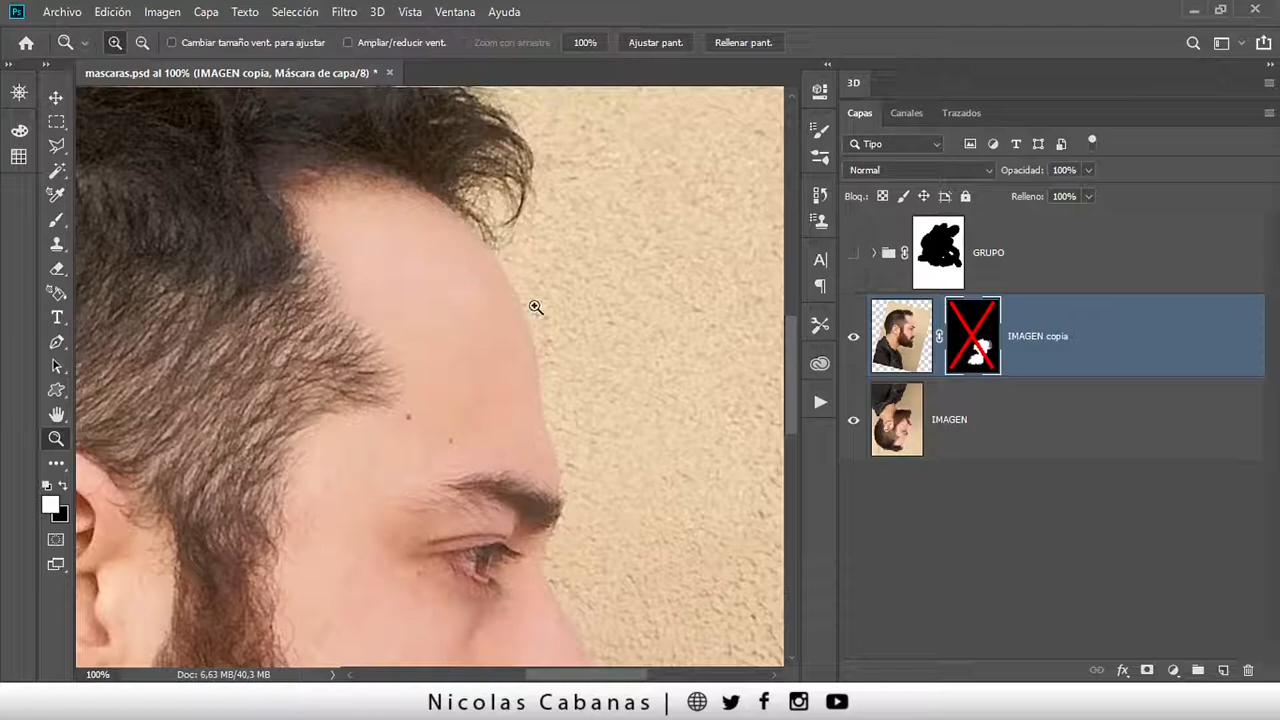 Ps Archivo Edición Imagen Capa Texto Selección Filtro 3D Vista Ventana Ayuda
Cambiar tamaño vent. para ajustar Ampliar/reducir vent. Zoom con arrastre 100% Ajustar pant. Rellenar pant.
mascaras.psd al 100% (IMAGEN copia, Máscara de capa/8) *
3D
Capas Canales Trazados
Tipo
Normal Opacidad: 100%
Bloq.: Relleno: 100%
GRUPO
IMAGEN copia
IMAGEN
100% Doc: 6,63 MB/40,3 MB
Nicolas Cabanas |